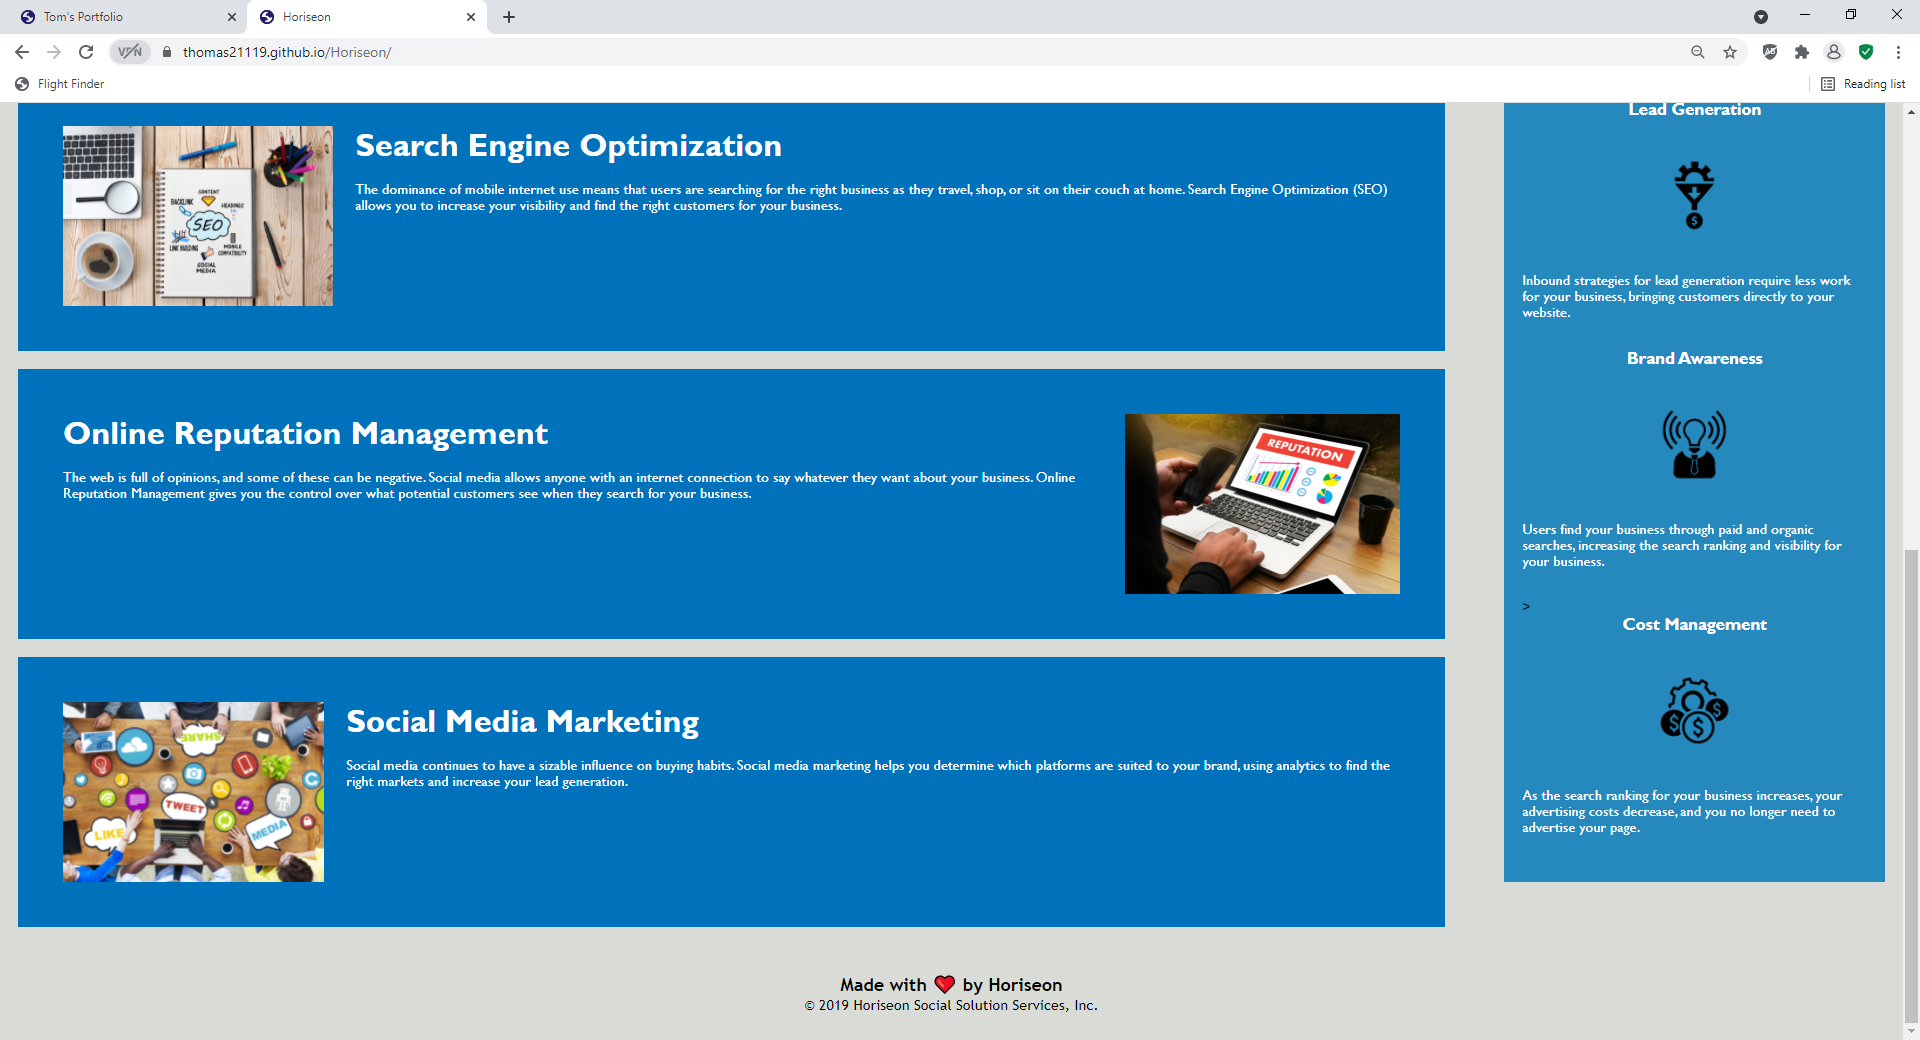 Tom's Portfolio
Horiseon
VPN
thomas21119.github.io/Horiseon/
Flight Finder
Reading list
Search Engine Optimization
The dominance of mobile internet use means that users are searching for the right business as they travel, shop, or sit on their couch at home. Search Engine Optimization (SEO)
allows you to increase your visibility and find the right customers for your business.
CONTENT
BACKLINK
HEADINGS
SEO
LINK BUILDING
MOBILE
COMPATIBILITY
SOCIAL
MEDIA
Online Reputation Management
The web is full of opinions, and some of these can be negative. Social media allows anyone with an internet connection to say whatever they want about your business. Online
Reputation Management gives you the control over what potential customers see when they search for your business.
REPUTATION
Social Media Marketing
Social media continues to have a sizable influence on buying habits. Social media marketing helps you determine which platforms are suited to your brand, using analytics to find the
right markets and increase your lead generation.
SHARE
TWEET
LIKE
MEDIA
Lead Generation
Inbound strategies for lead generation require less work
for your business, bringing customers directly to your
website.
Brand Awareness
Users find your business through paid and organic
searches, increasing the search ranking and visibility for
your business.
>
Cost Management
As the search ranking for your business increases, your
advertising costs decrease, and you no longer need to
advertise your page.
Made with ❤️ by Horiseon
© 2019 Horiseon Social Solution Services, Inc.